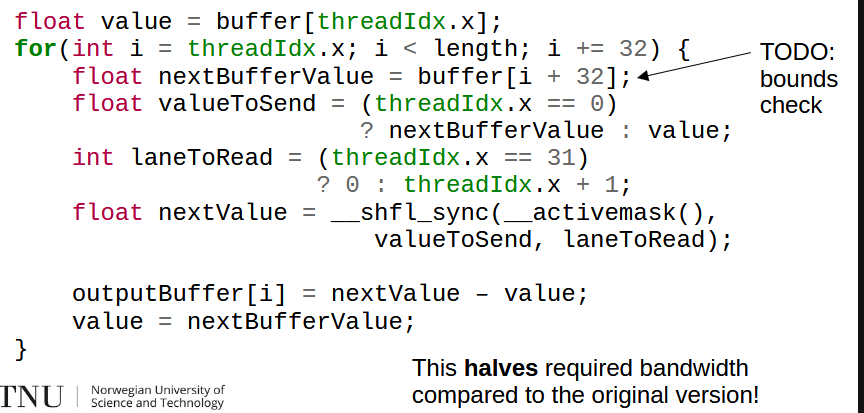 float value = buffer[threadIdx.x];
for(int i = threadIdx.x; i < length; i += 32) {
    float nextBufferValue = buffer[i + 32];
    float valueToSend = (threadIdx.x == 0)
                        ? nextBufferValue : value;
    int laneToRead = (threadIdx.x == 31)
                     ? 0 : threadIdx.x + 1;
    float nextValue = __shfl_sync(__activemask(),
                         valueToSend, laneToRead);
    outputBuffer[i] = nextValue – value;
    value = nextBufferValue;
}
TODO:
bounds
check
This halves required bandwidth
compared to the original version!
TNU
Norwegian University of
Science and Technology